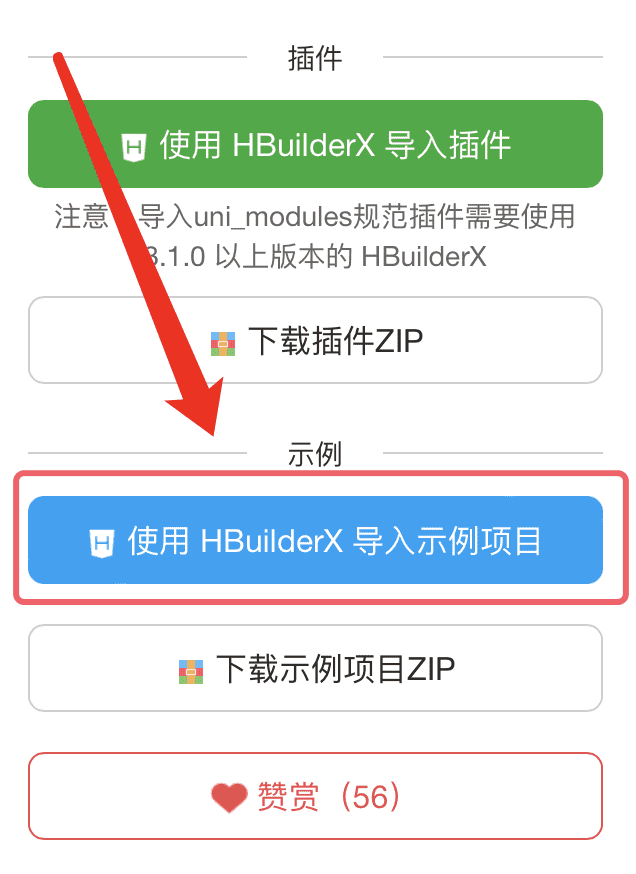 插件
使用 HBuilderX 导入插件
注意 导入uni_modules规范插件需要使用
3.1.0 以上版本的 HBuilderX
下载插件ZIP
示例
使用 HBuilderX 导入示例项目
下载示例项目ZIP
赞赏（56）